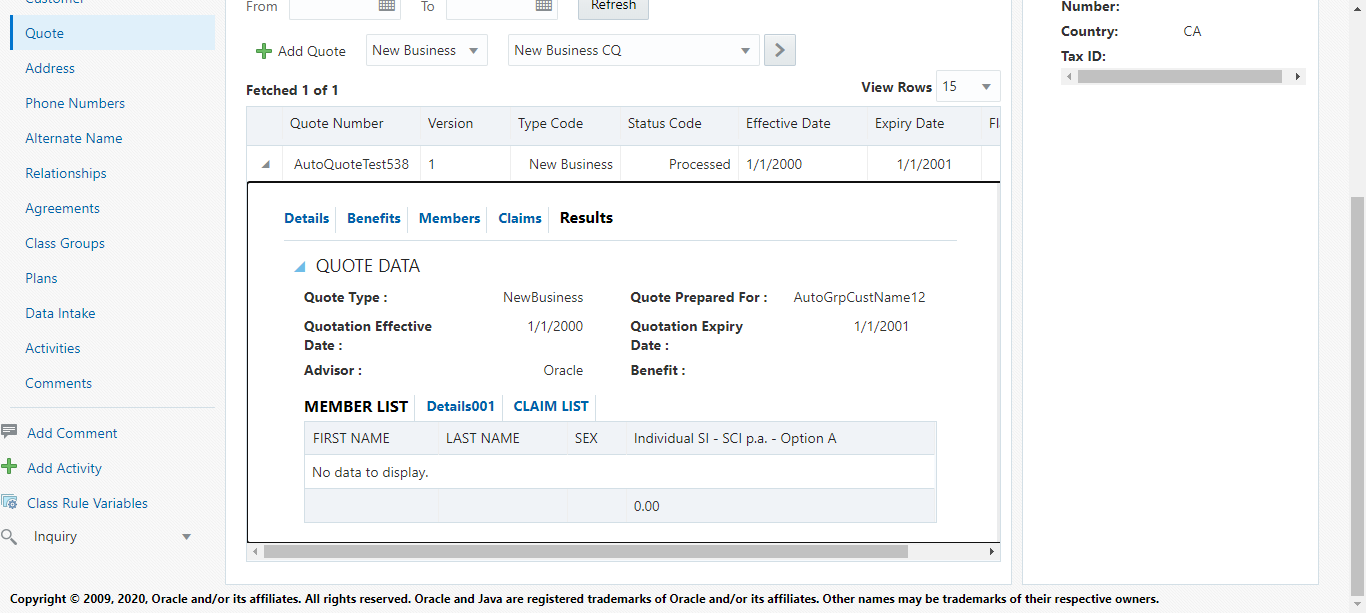 Customer
Quote
Address
Phone Numbers
Alternate Name
Relationships
Agreements
Class Groups
Plans
Data Intake
Activities
Comments
Add Comment
Add Activity
Class Rule Variables
Inquiry
From To Refresh
Add Quote New Business New Business CQ
Fetched 1 of 1 View Rows 15
Quote Number Version Type Code Status Code Effective Date Expiry Date
AutoQuoteTest538 1 New Business Processed 1/1/2000 1/1/2001
Details Benefits Members Claims Results
QUOTE DATA
Quote Type : NewBusiness Quote Prepared For : AutoGrpCustName12
Quotation Effective 1/1/2000 Quotation Expiry 1/1/2001
Date : Date :
Advisor : Oracle Benefit :
MEMBER LIST Details001 CLAIM LIST
FIRST NAME LAST NAME SEX Individual SI - SCI p.a. - Option A
No data to display.
0.00
Number:
Country: CA
Tax ID:
Copyright © 2009, 2020, Oracle and/or its affiliates. All rights reserved. Oracle and Java are registered trademarks of Oracle and/or its affiliates. Other names may be trademarks of their respective owners.